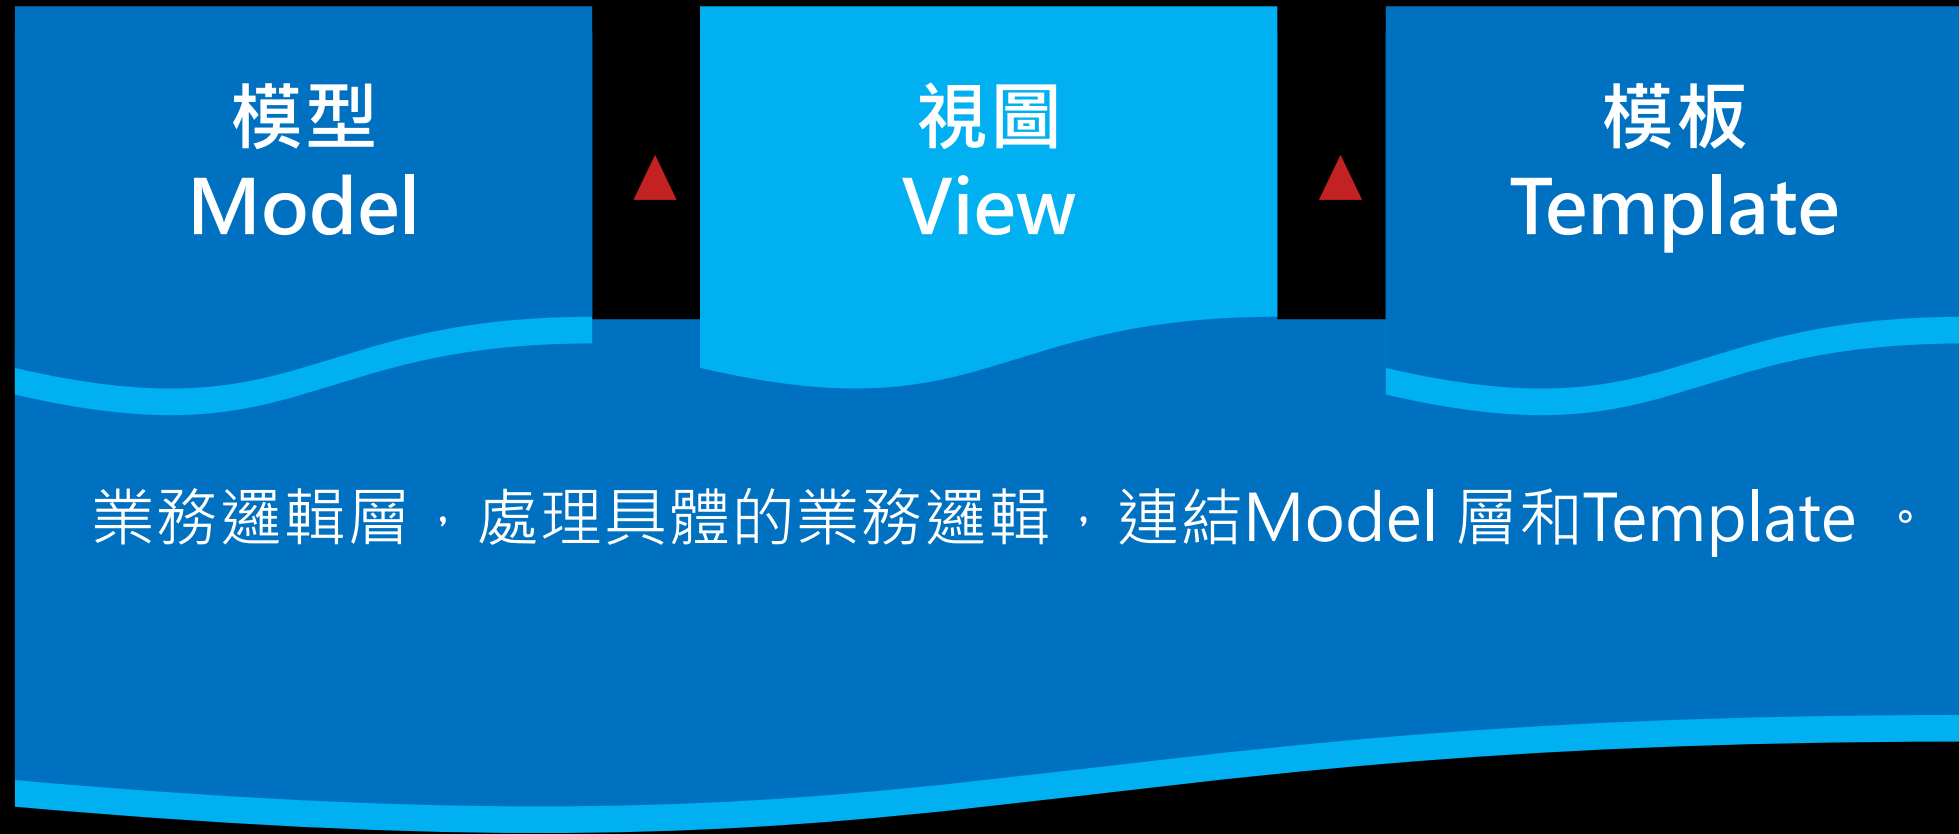 模型
Model
視圖
View
模板
Template
業務邏輯層，處理具體的業務邏輯，連結Model 層和Template 。